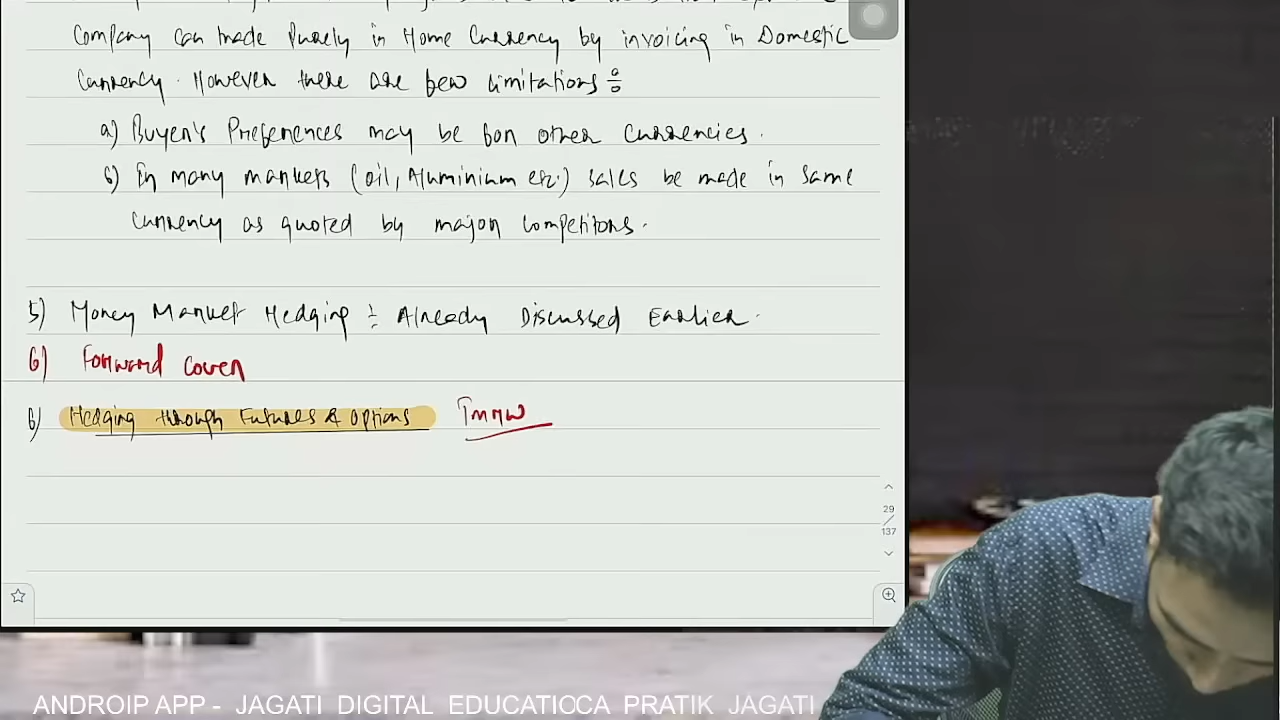 Company can trade Purely in Home Currency by invoicing in Domestic
Currency. However there are few limitations :
a) Buyer's Preferences may be for other Currencies.
b) In many markets (oil, Aluminium etc.) sales be made in same
currency as quoted by major competitors.
5) Money Market Hedging :- Already Discussed Earlier.
6) Forward Cover
6) Hedging through Futures & Options Tmrw
29
137
ANDROIP APP - JAGATI DIGITAL EDUCATIOCA PRATIK JAGATI